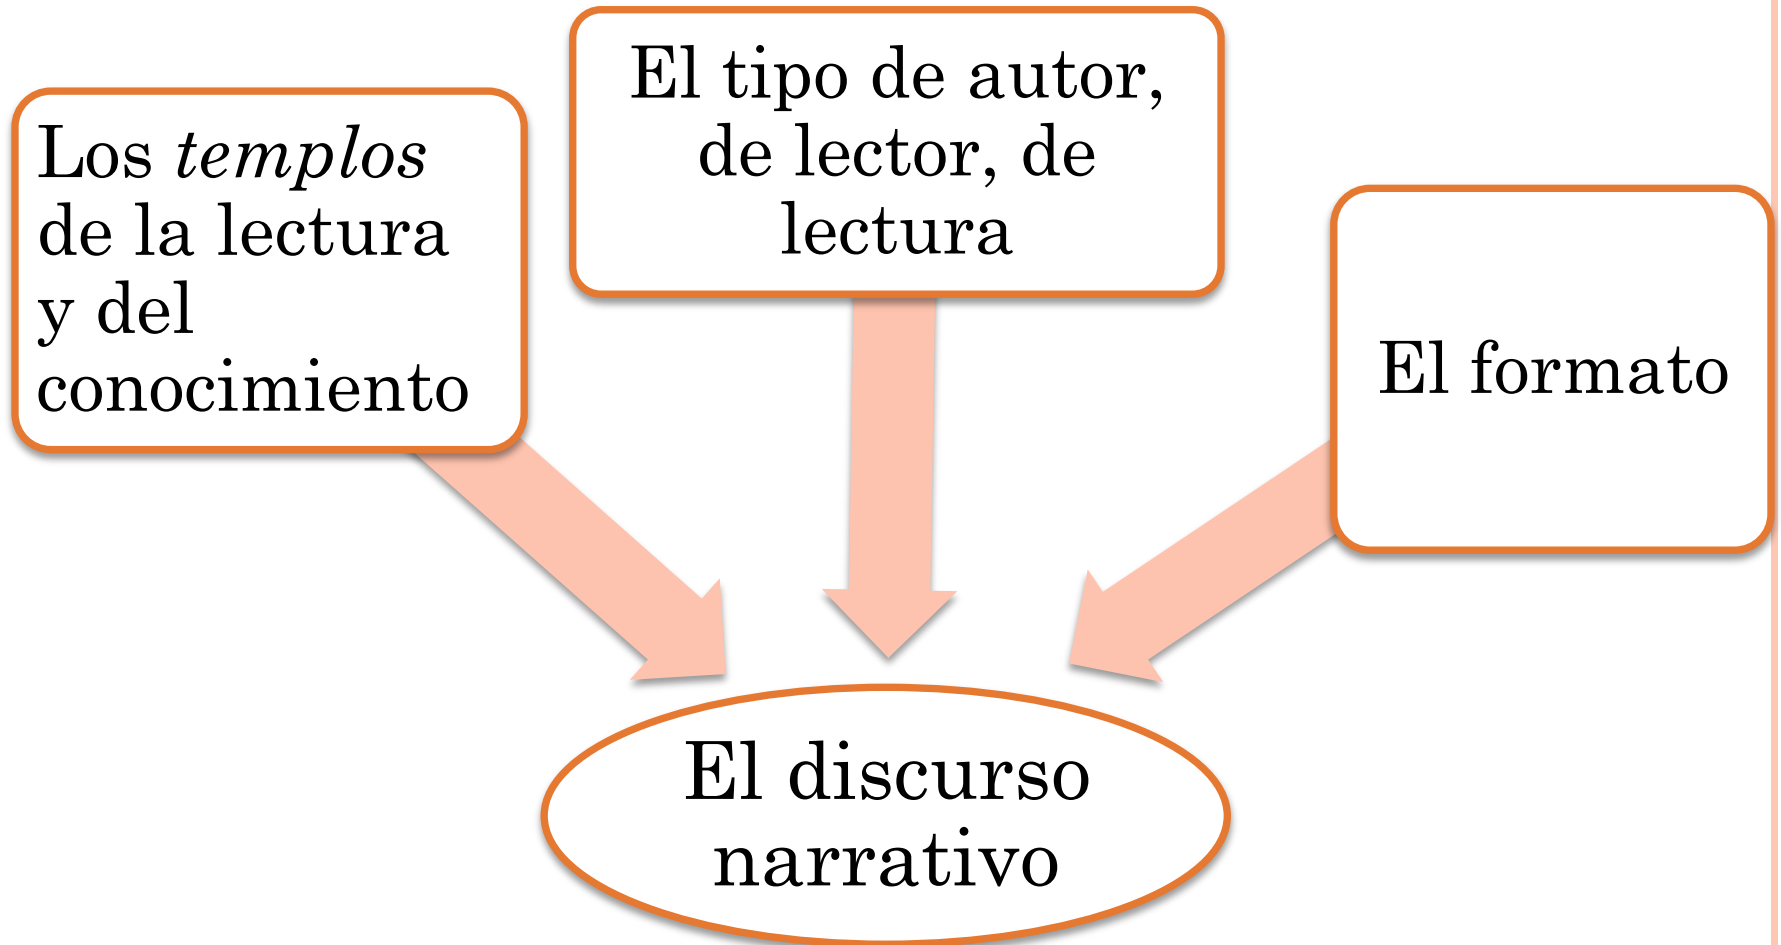 Los templos
de la lectura
y del
conocimiento
El tipo de autor,
de lector, de
lectura
El formato
El discurso
narrativo